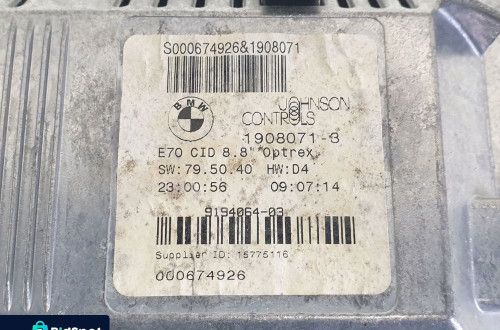 S000674926&1908071
BMW
JOHNSON
CONTROLS
1908071-B
E70 CID 8.8" Optrex
SW:79.50.40 HW:D4
23:00:56 09:07:14
9194064-03
Supplier ID: 15775116
000674926
BidSpot